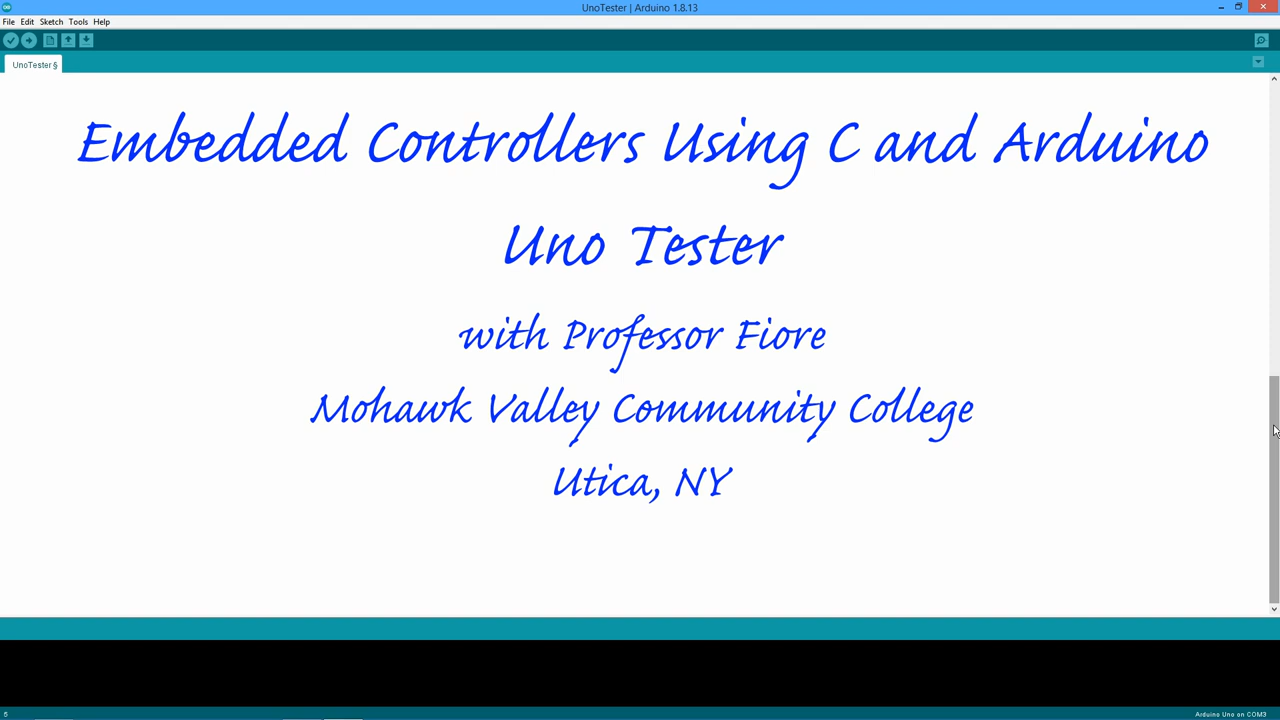 UnoTester | Arduino 1.8.13
File Edit Sketch Tools Help
UnoTester §
Embedded Controllers Using C and Arduino
Uno Tester
with Professor Fiore
Mohawk Valley Community College
Utica, NY
5
Arduino Uno on COM3